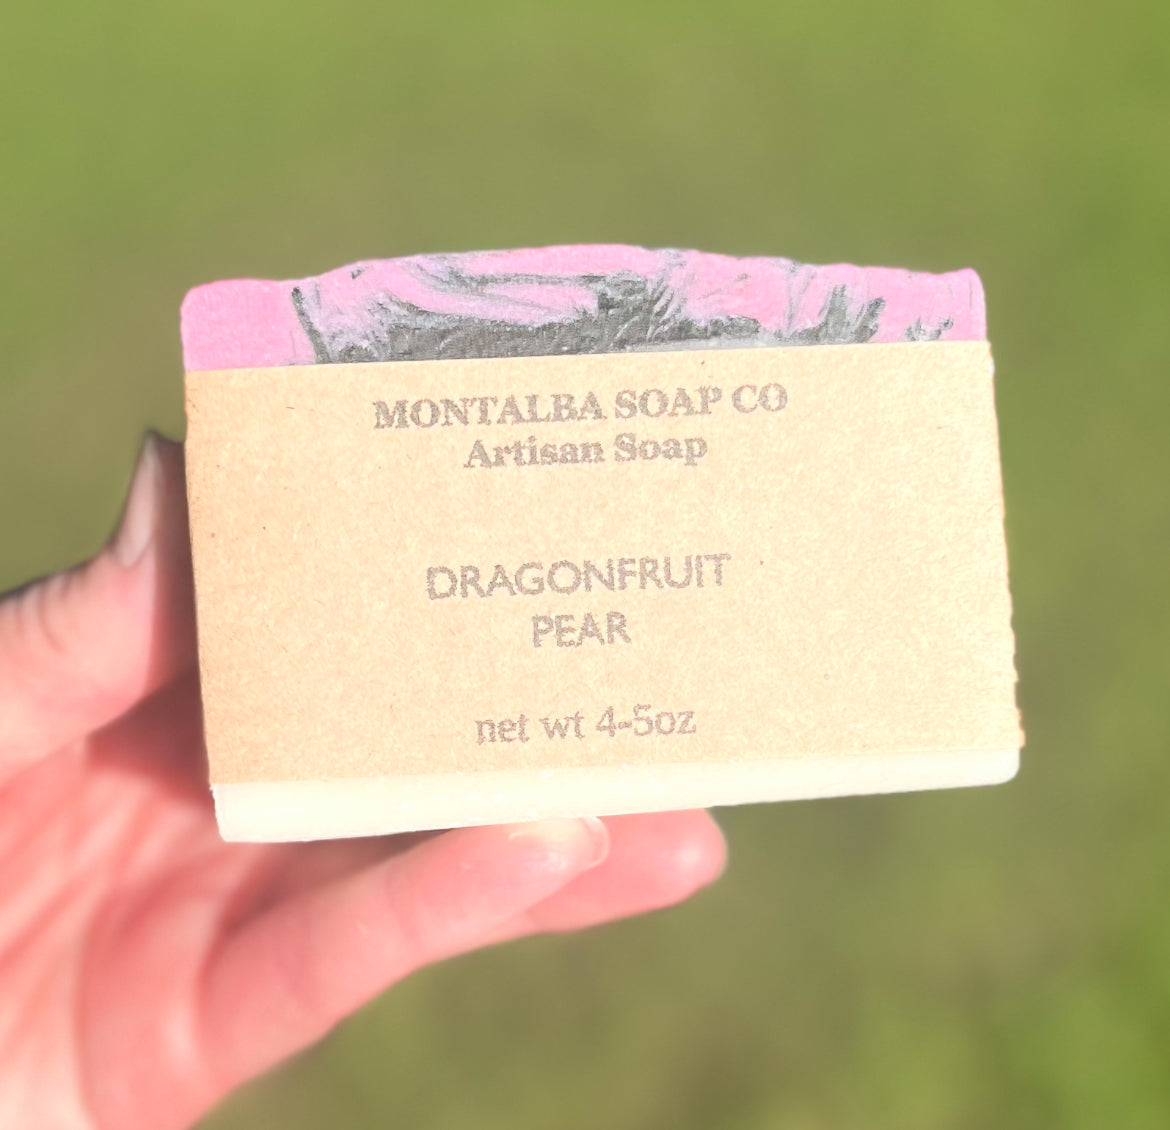 MONTALBA SOAP CO
Artisan Soap
DRAGONFRUIT
PEAR
net wt 4-5oz